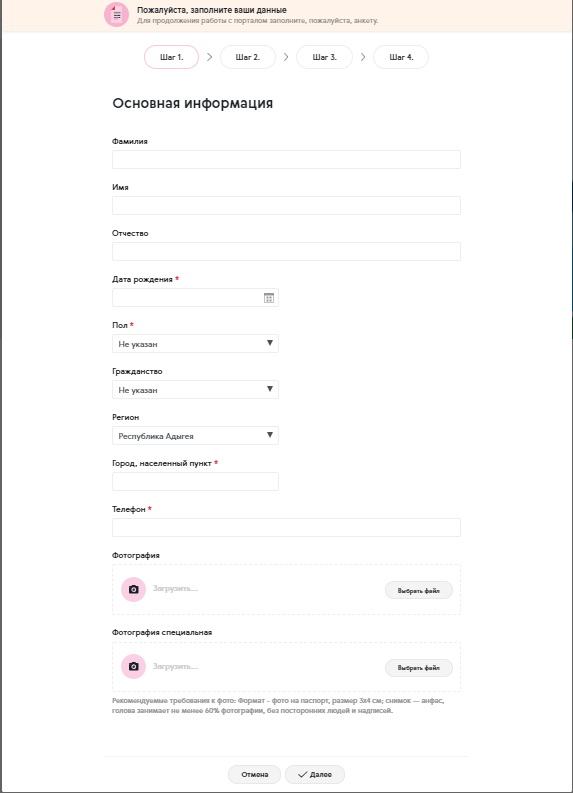 Пожалуйста, заполните ваши данные
Для продолжения работы с порталом заполните, пожалуйста, анкету.
Шаг 1. Шаг 2. Шаг 3. Шаг 4.
Основная информация
Фамилия
Имя
Отчество
Дата рождения *
Пол *
Не указан
Гражданство
Не указан
Регион
Республика Адыгея
Город, населенный пункт *
Телефон *
Фотография
Загрузить... Выбрать файл
Фотография специальная
Загрузить... Выбрать файл
Рекомендуемые требования к фото: Формат - фото на паспорт, размер 3х4 см; снимок — анфас,
голова занимает не менее 60% фотографии, без посторонних людей и надписей.
Отмена Далее